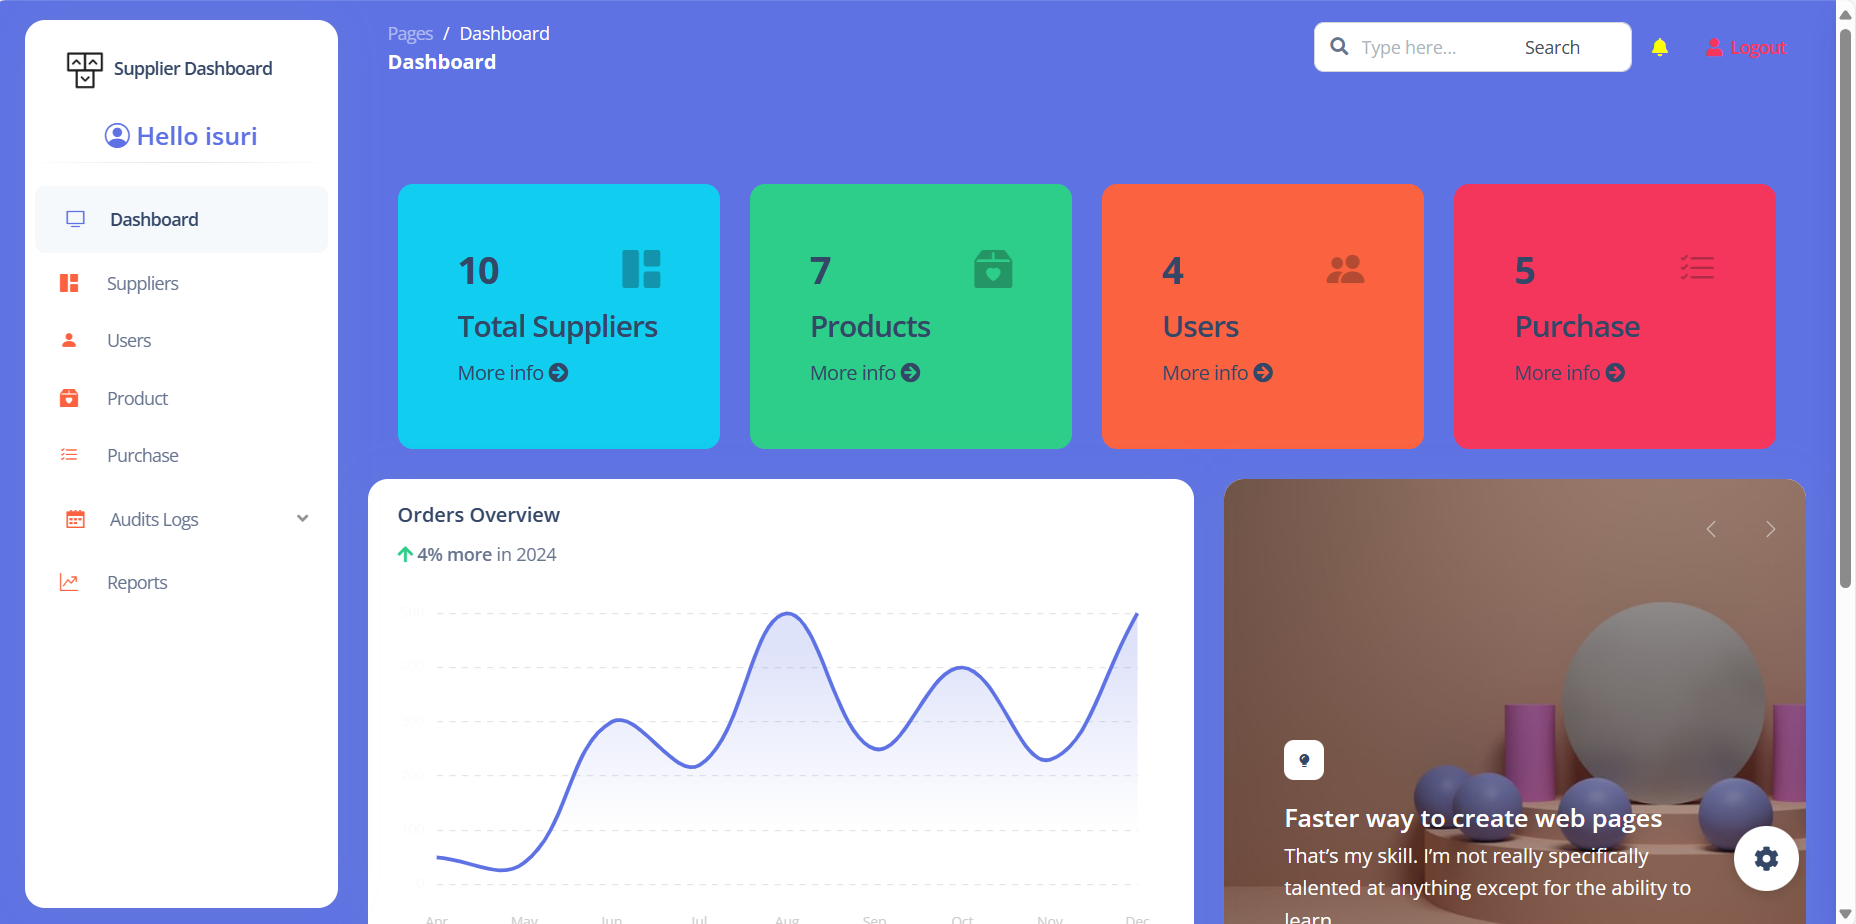 Supplier Dashboard
Hello isuri
Dashboard
Suppliers
Users
Product
Purchase
Audits Logs
Reports
Pages / Dashboard
Dashboard
Type here...
Search
Logout
10
Total Suppliers
More info
7
Products
More info
4
Users
More info
5
Purchase
More info
Orders Overview
4% more in 2024
500
400
300
200
100
0
Apr May Jun Jul Aug Sep Oct Nov Dec
Faster way to create web pages
That’s my skill. I’m not really specifically
talented at anything except for the ability to
learn